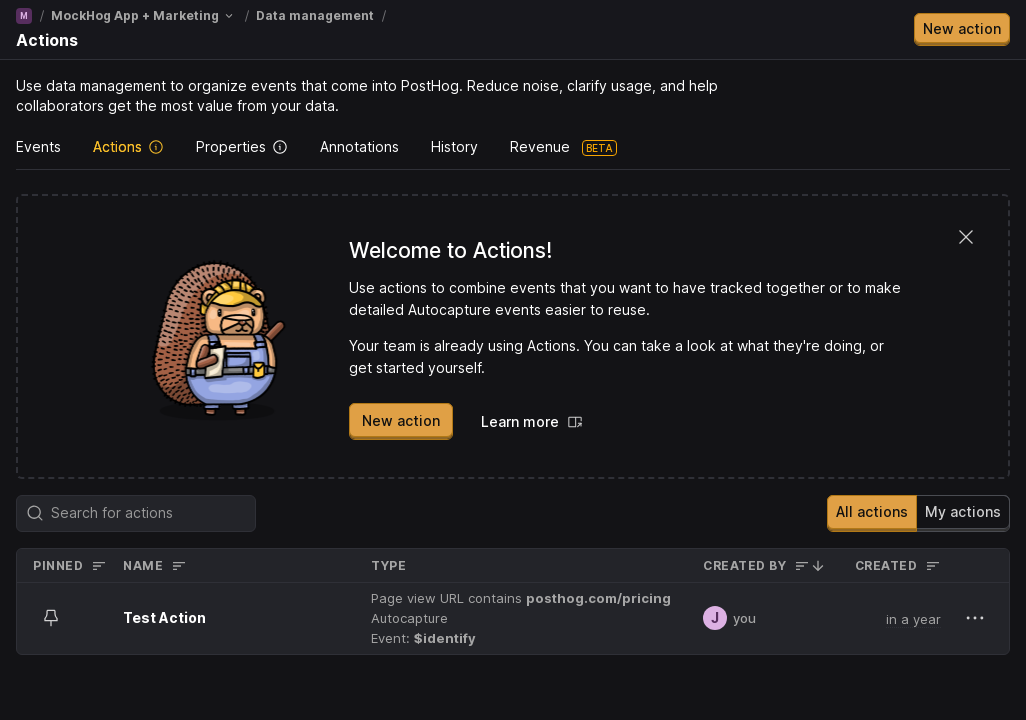 M / MockHog App + Marketing / Data management /
Actions
New action
Use data management to organize events that come into PostHog. Reduce noise, clarify usage, and help
collaborators get the most value from your data.
Events Actions Properties Annotations History Revenue BETA
Welcome to Actions!
Use actions to combine events that you want to have tracked together or to make
detailed Autocapture events easier to reuse.
Your team is already using Actions. You can take a look at what they're doing, or
get started yourself.
New action Learn more
Search for actions
All actions My actions
PINNED NAME TYPE CREATED BY CREATED
Test Action
Page view URL contains posthog.com/pricing
Autocapture
Event: $identify
J you
in a year